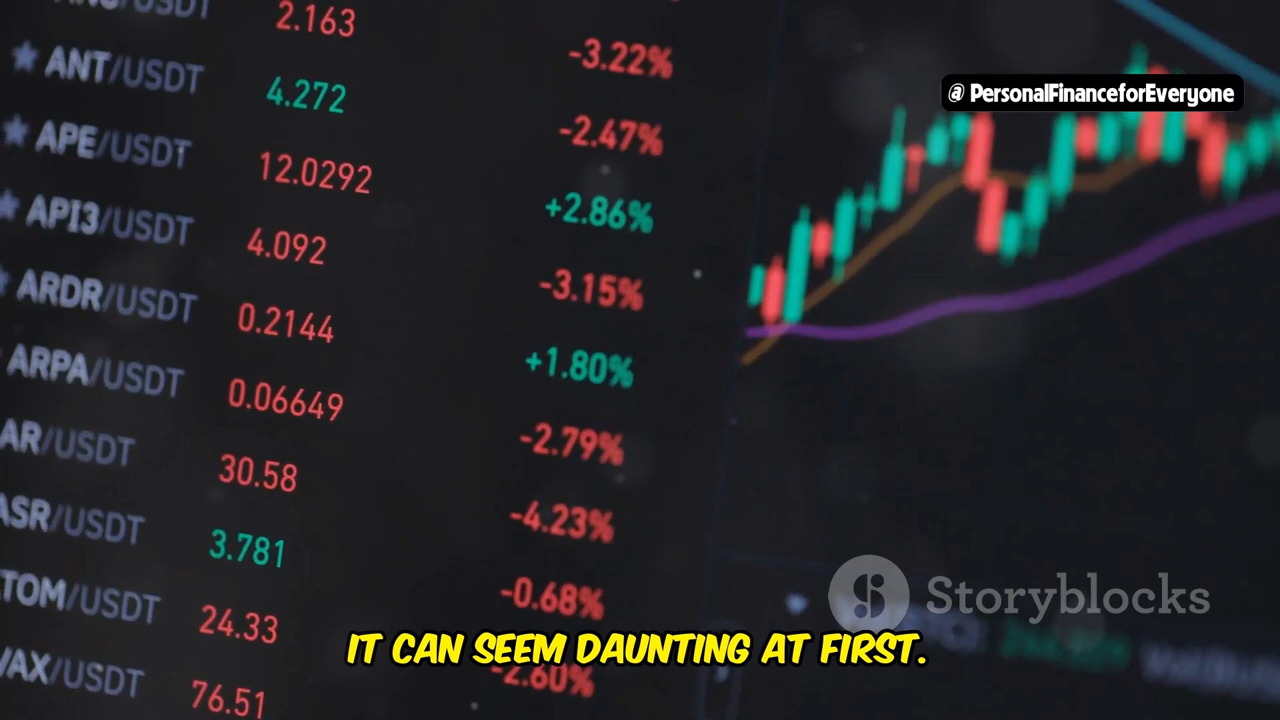 /USDT 2.163 -3.22%
ANT/USDT 4.272 -2.47%
@ PersonalFinanceforEveryone
APE/USDT 12.0292 +2.86%
API3/USDT 4.092 -3.15%
ARDR/USDT 0.2144 +1.80%
ARPA/USDT 0.06649 -2.79%
AR/USDT 30.58 -4.23%
ASR/USDT 3.781 -0.68%
TOM/USDT 24.33 -2.60%
VAX/USDT 76.51
Storyblocks
IT CAN SEEM DAUNTING AT FIRST.